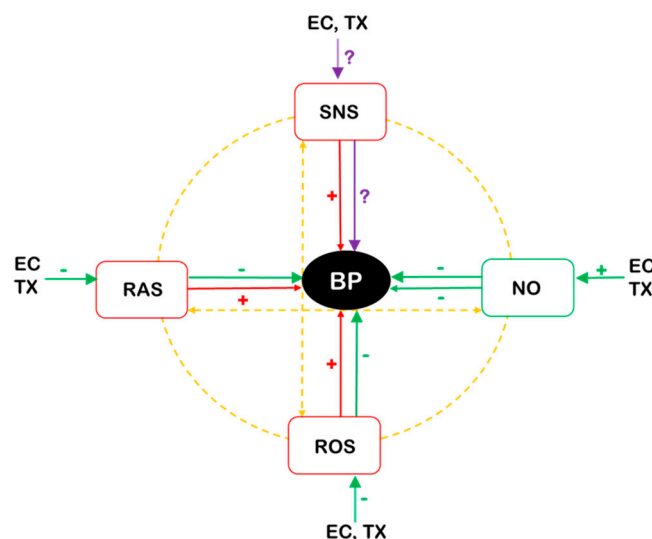 EC, TX
?
SNS
+
?
EC
TX
-
RAS
-
+
BP
-
-
NO
+
EC
TX
+
-
ROS
-
EC, TX